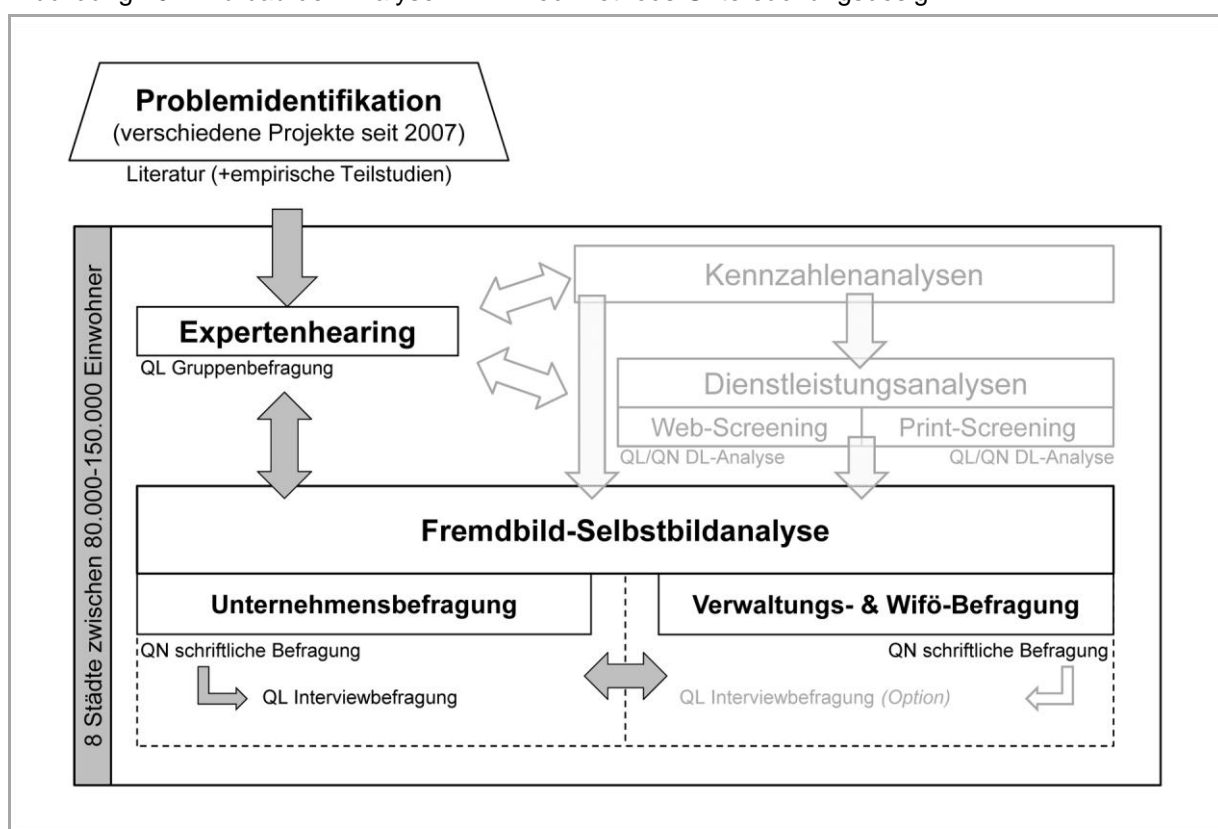 Problemidentifikation
(verschiedene Projekte seit 2007)
Literatur (+empirische Teilstudien)
8 Städte zwischen 80.000-150.000 Einwohner
Kennzahlenanalysen
Expertenhearing
QL Gruppenbefragung
Dienstleistungsanalysen
Web-Screening
Print-Screening
QL/QN DL-Analyse
QL/QN DL-Analyse
Fremdbild-Selbstbildanalyse
Unternehmensbefragung
Verwaltungs- & Wifö-Befragung
QN schriftliche Befragung
QN schriftliche Befragung
QL Interviewbefragung
QL Interviewbefragung (Option)